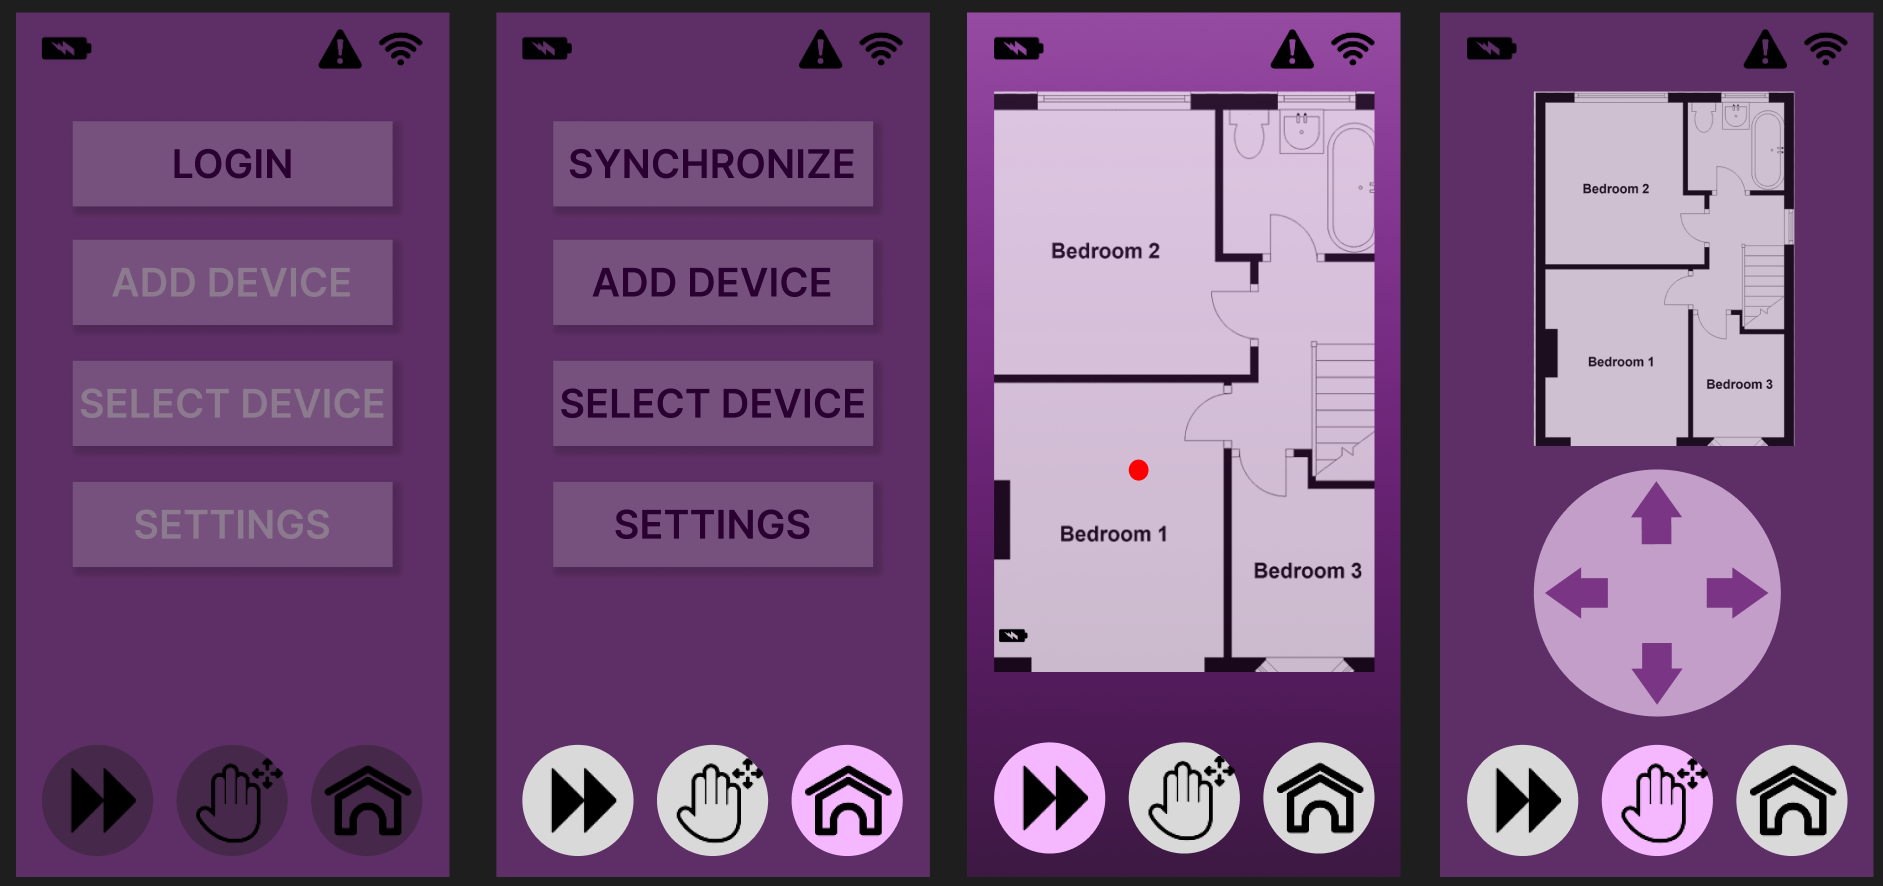 LOGIN
ADD DEVICE
SELECT DEVICE
SETTINGS
SYNCHRONIZE
ADD DEVICE
SELECT DEVICE
SETTINGS
Bedroom 2
Bedroom 1
Bedroom 3
Bedroom 2
Bedroom 1
Bedroom 3